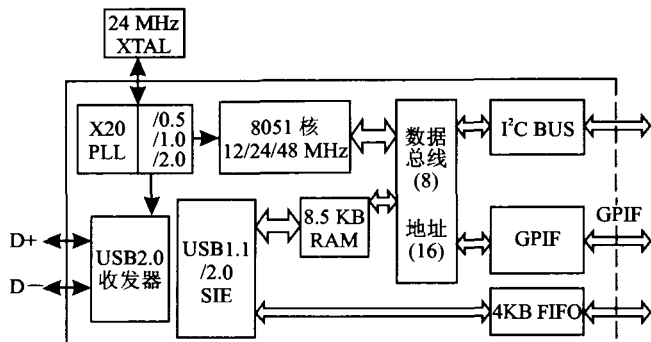 24 MHz
XTAL
X20
PLL
/0.5
/1.0
/2.0
8051 核
12/24/48 MHz
数据
总线
(8)
地址
(16)
I²C BUS
D+
D—
USB2.0
收发器
USB1.1
/2.0
SIE
8.5 KB
RAM
GPIF
GPIF
4KB FIFO